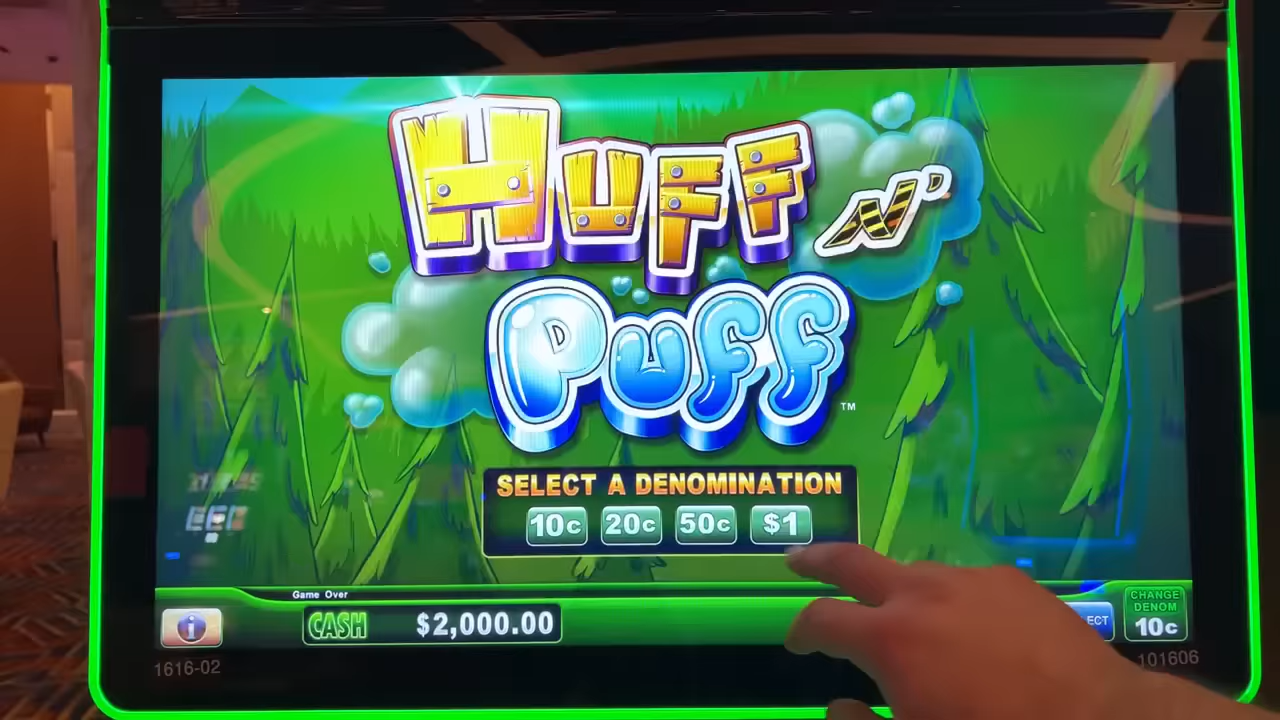 HUFF N'
PUFF
TM
SELECT A DENOMINATION
10c 20c 50c $1
Game Over
CASH $2,000.00
CHANGE
DENOM
10c
1616-02
101606